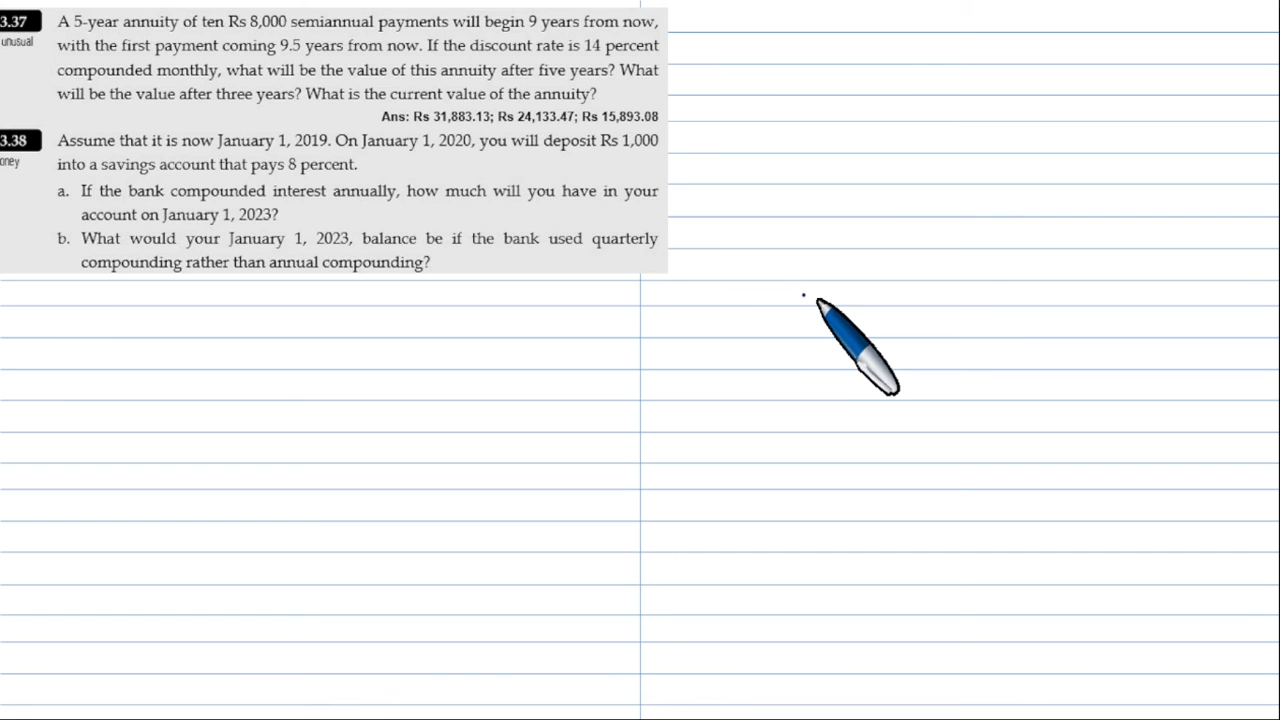 3.37 A 5-year annuity of ten Rs 8,000 semiannual payments will begin 9 years from now,
unusual with the first payment coming 9.5 years from now. If the discount rate is 14 percent
compounded monthly, what will be the value of this annuity after five years? What
will be the value after three years? What is the current value of the annuity?
Ans: Rs 31,883.13; Rs 24,133.47; Rs 15,893.08
3.38 Assume that it is now January 1, 2019. On January 1, 2020, you will deposit Rs 1,000
oney into a savings account that pays 8 percent.
a. If the bank compounded interest annually, how much will you have in your
account on January 1, 2023?
b. What would your January 1, 2023, balance be if the bank used quarterly
compounding rather than annual compounding?